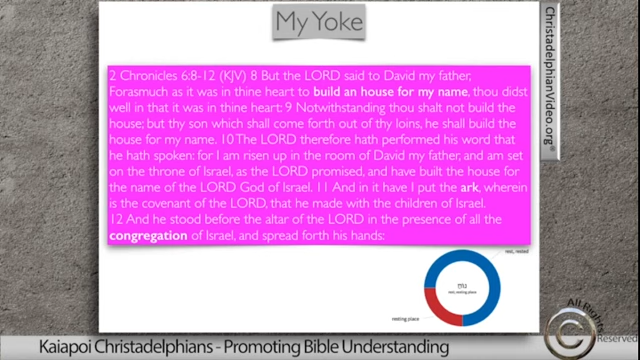 My Yoke
ChristadelphianVideo.org®
2 Chronicles 6:8-12 (KJV) 8 But the LORD said to David my father,
Forasmuch as it was in thine heart to build an house for my name, thou didst
well in that it was in thine heart: 9 Notwithstanding thou shalt not build the
house; but thy son which shall come forth out of thy loins, he shall build the
house for my name. 10 The LORD therefore hath performed his word that
he hath spoken: for I am risen up in the room of David my father, and am set
on the throne of Israel, as the LORD promised, and have built the house for
the name of the LORD God of Israel. 11 And in it have I put the ark, wherein
is the covenant of the LORD, that he made with the children of Israel.
12 And he stood before the altar of the LORD in the presence of all the
congregation of Israel, and spread forth his hands:
rest, rested
rest, resting place
resting place
All Rights
C
Reserved
Kaiapoi Christadelphians - Promoting Bible Understanding